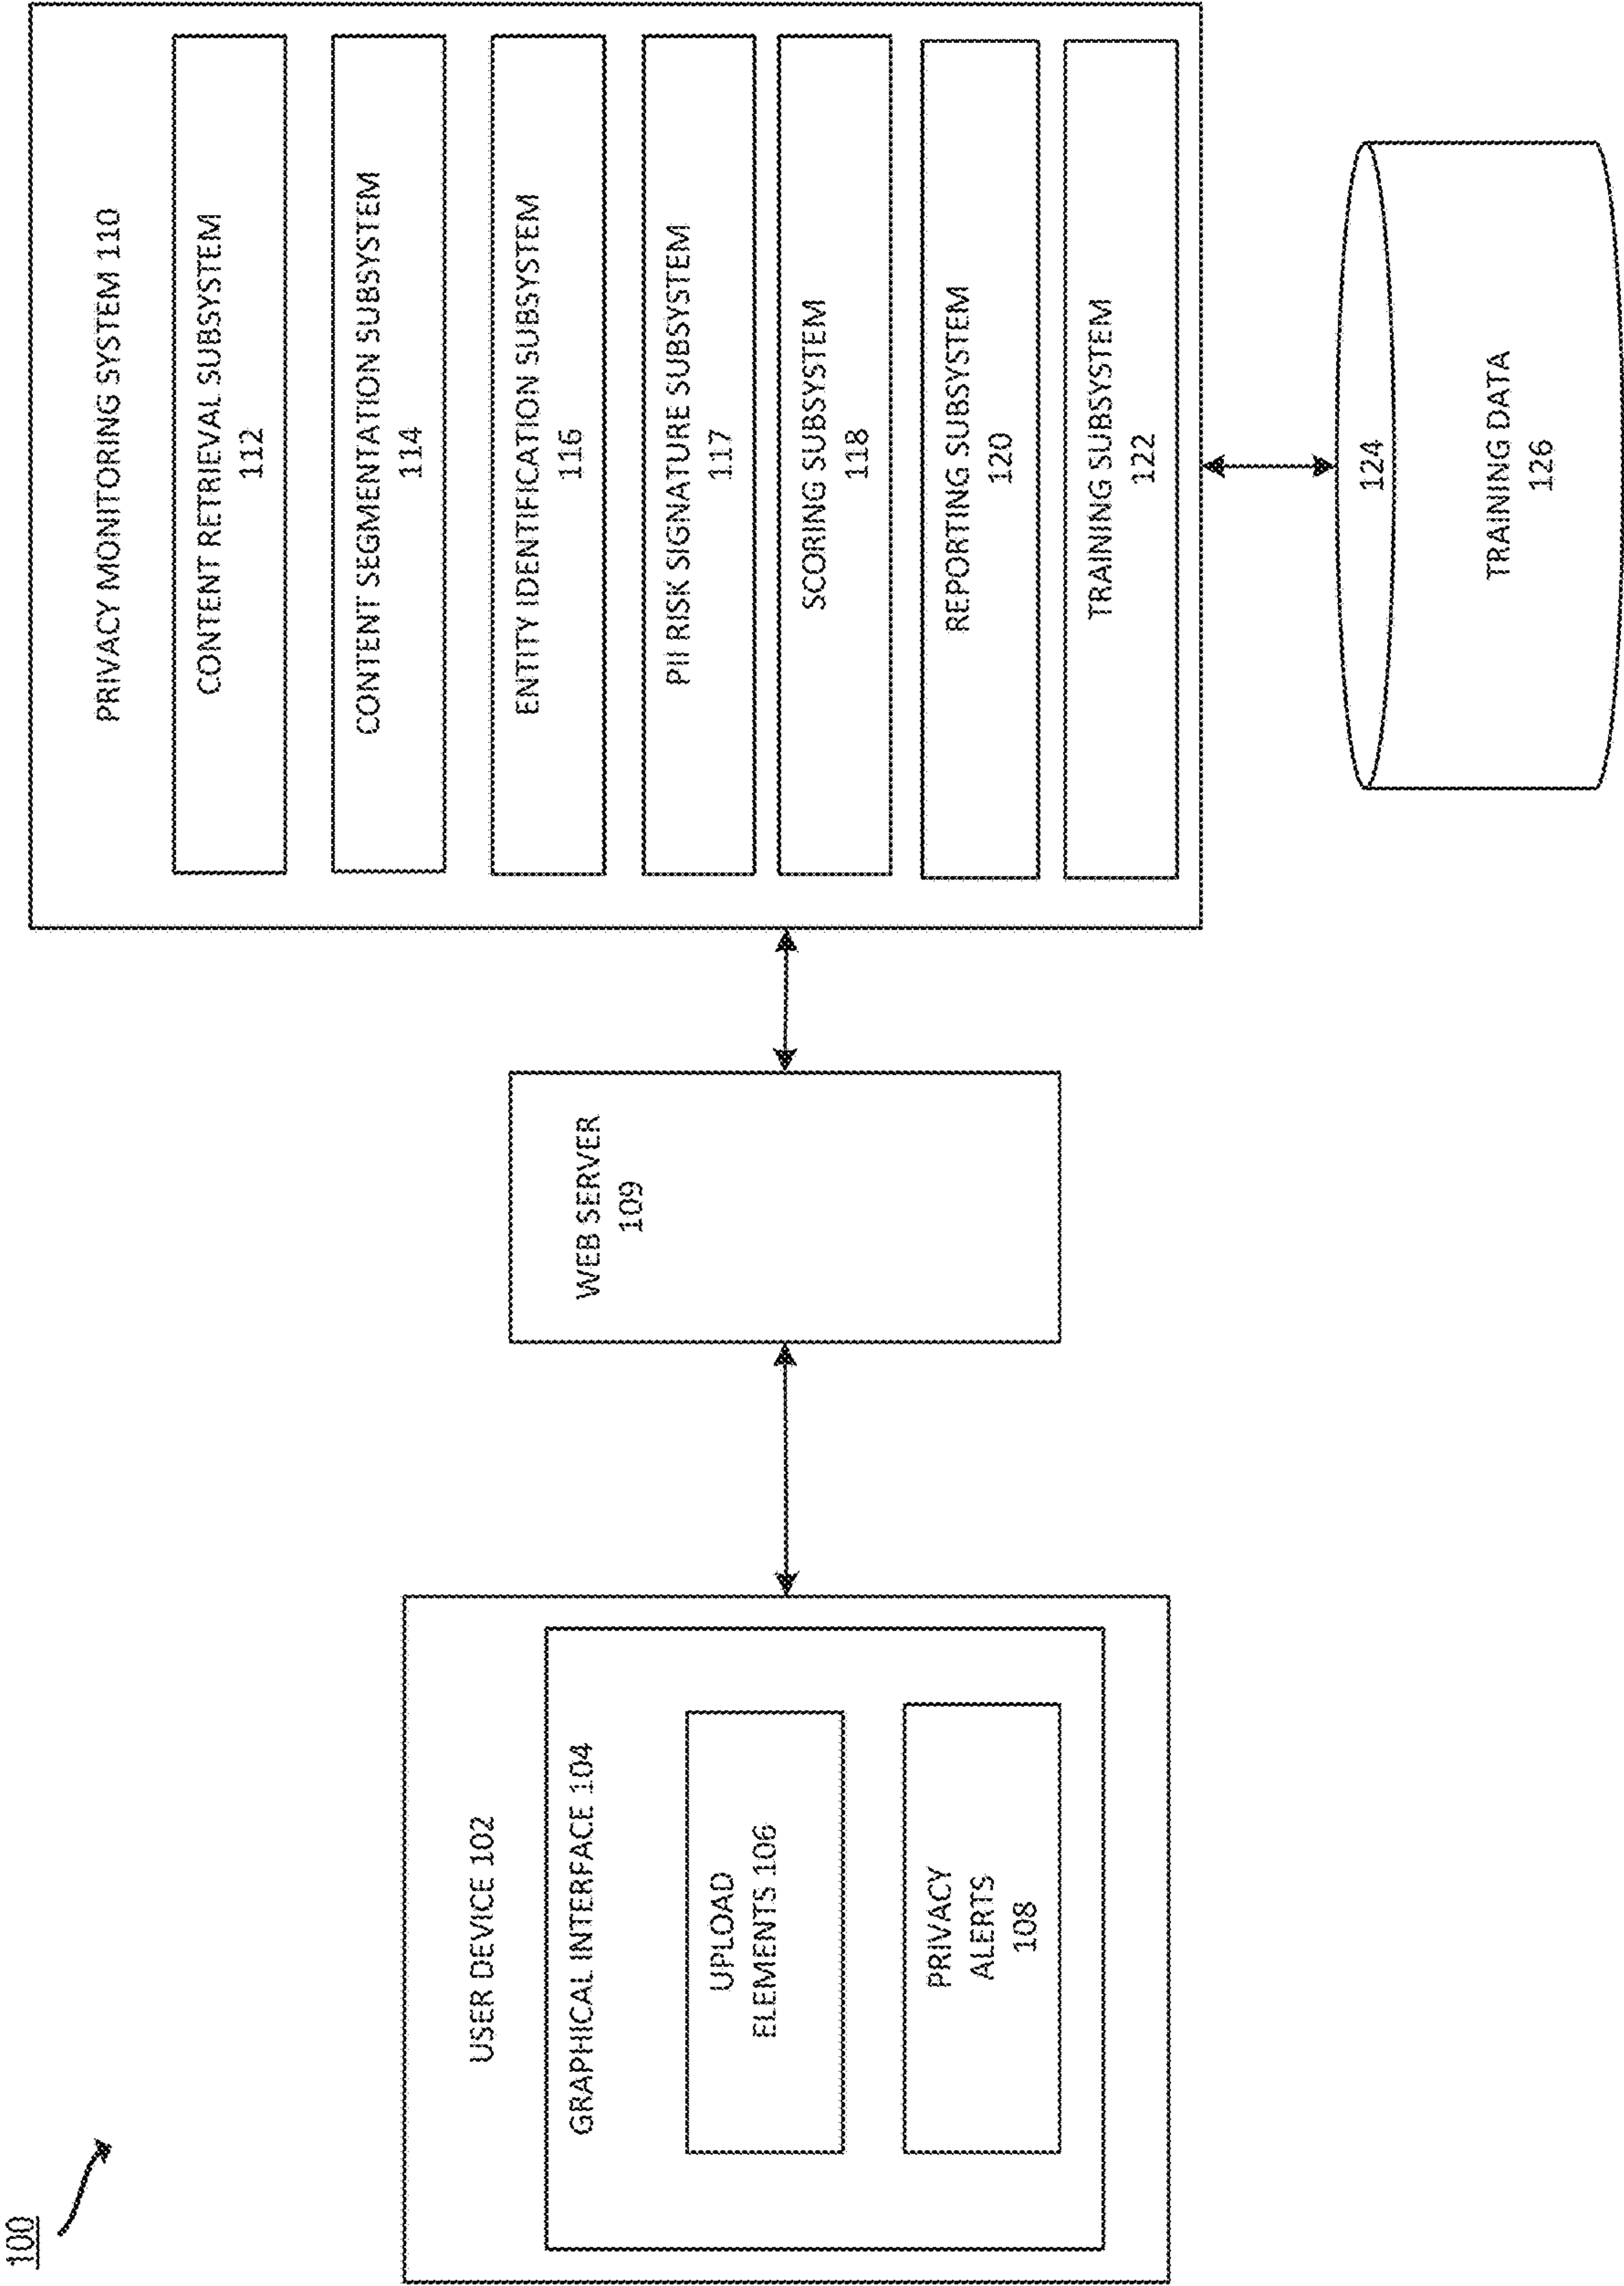 100
USER DEVICE 102
GRAPHICAL INTERFACE 104
UPLOAD
ELEMENTS 106
PRIVACY
ALERTS
108
WEB SERVER
109
PRIVACY MONITORING SYSTEM 110
CONTENT RETRIEVAL SUBSYSTEM
112
CONTENT SEGMENTATION SUBSYSTEM
114
ENTITY IDENTIFICATION SUBSYSTEM
116
PII RISK SIGNATURE SUBSYSTEM
117
SCORING SUBSYSTEM
118
REPORTING SUBSYSTEM
120
TRAINING SUBSYSTEM
122
124
TRAINING DATA
126